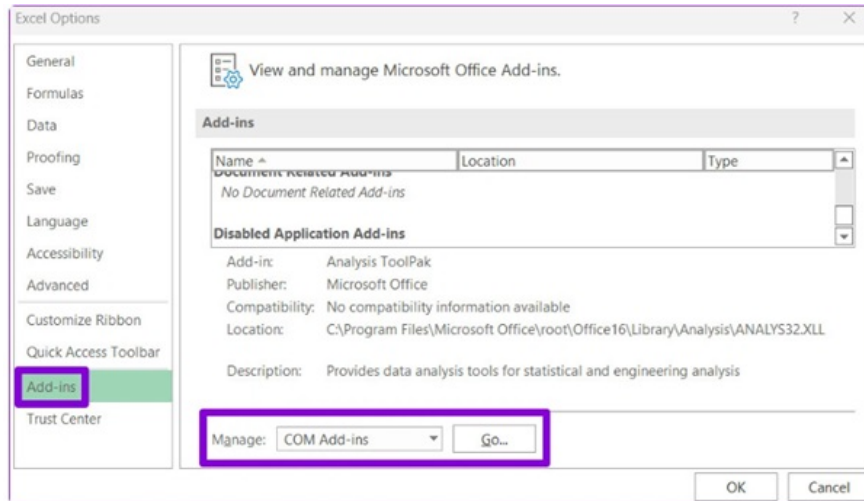 Excel Options ? ×
General
Formulas
Data
Proofing
Save
Language
Accessibility
Advanced
Customize Ribbon
Quick Access Toolbar
Add-ins
Trust Center
View and manage Microsoft Office Add-ins.
Add-ins
Name Location Type
Document Related Add-ins
No Document Related Add-ins
Disabled Application Add-ins
Add-in: Analysis ToolPak
Publisher: Microsoft Office
Compatibility: No compatibility information available
Location: C:\Program Files\Microsoft Office\root\Office16\Library\Analysis\ANALYS32.XLL
Description: Provides data analysis tools for statistical and engineering analysis
Manage: COM Add-ins Go...
OK Cancel